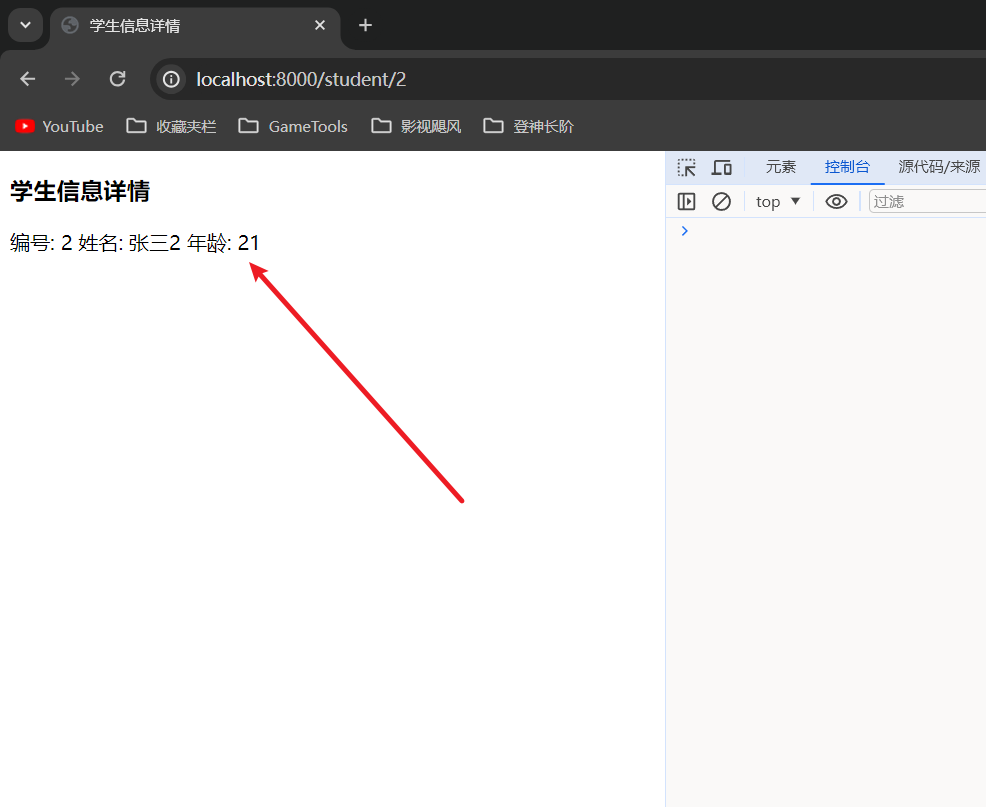 学生信息详情
localhost:8000/student/2
YouTube 收藏夹栏 GameTools 影视飓风 登神长阶
元素 控制台 源代码/来源
top 过滤
学生信息详情
编号: 2 姓名: 张三2 年龄: 21